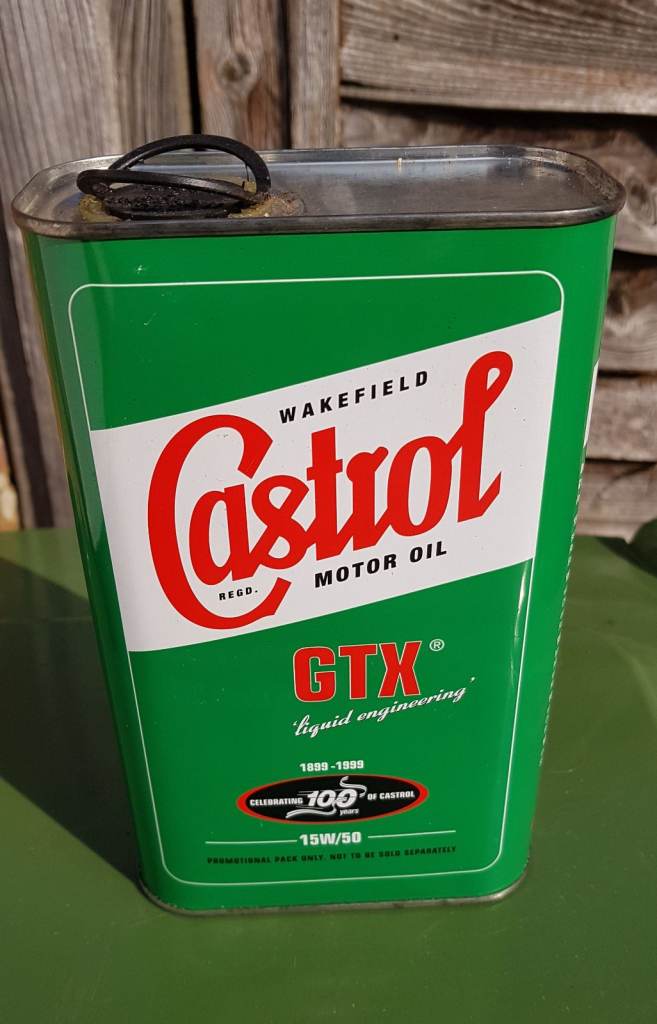 WAKEFIELD
Castrol
REGD. MOTOR OIL
GTX®
'liquid engineering'
1899-1999
CELEBRATING 100 years OF CASTROL
15W/50
PROMOTIONAL PACK ONLY. NOT TO BE SOLD SEPARATELY